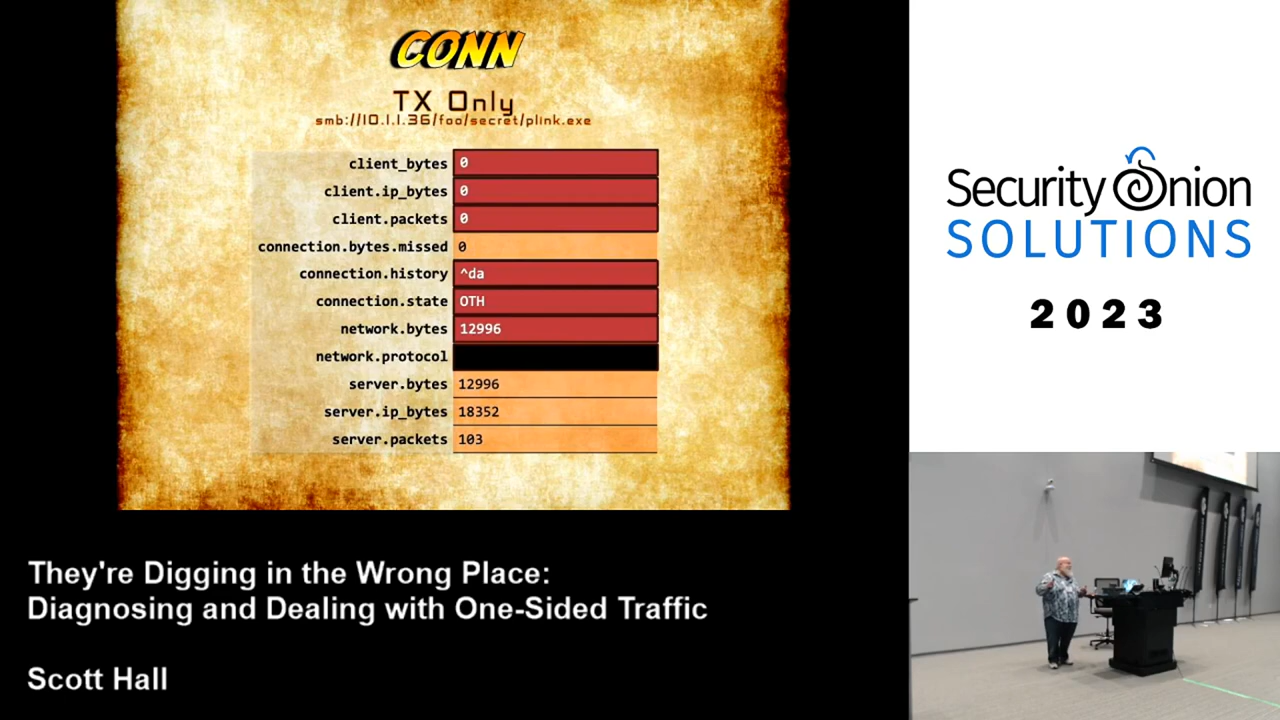 CONN
TX Only
smb://10.1.1.36/foo/secret/plink.exe
client_bytes 0
client.ip_bytes 0
client.packets 0
connection.bytes.missed 0
connection.history ^da
connection.state OTH
network.bytes 12996
network.protocol
server.bytes 12996
server.ip_bytes 18352
server.packets 103
They're Digging in the Wrong Place:
Diagnosing and Dealing with One-Sided Traffic
Scott Hall
Security Onion
SOLUTIONS
2023